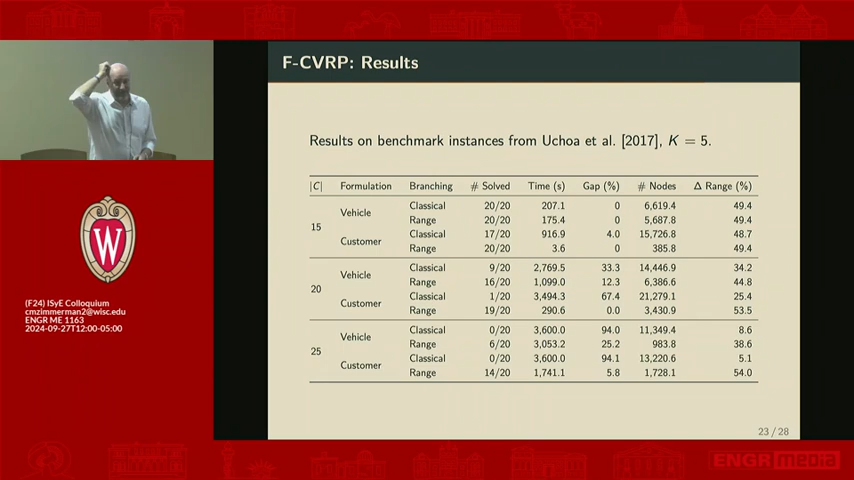 F-CVRP: Results
Results on benchmark instances from Uchoa et al. [2017], K = 5.
|C| Formulation Branching # Solved Time (s) Gap (%) # Nodes Δ Range (%)
15 Vehicle Classical 20/20 207.1 0 6,619.4 49.4
Range 20/20 175.4 0 5,687.8 49.4
Customer Classical 17/20 916.9 4.0 15,726.8 48.7
Range 20/20 3.6 0 385.8 49.4
20 Vehicle Classical 9/20 2,769.5 33.3 14,446.9 34.2
Range 16/20 1,099.0 12.3 6,386.6 44.8
Customer Classical 1/20 3,494.3 67.4 21,279.1 25.4
Range 19/20 290.6 0.0 3,430.9 53.5
25 Vehicle Classical 0/20 3,600.0 94.0 11,349.4 8.6
Range 6/20 3,053.2 25.2 983.8 38.6
Customer Classical 0/20 3,600.0 94.1 13,220.6 5.1
Range 14/20 1,741.1 5.8 1,728.1 54.0
23 / 28
W
(F24) ISyE Colloquium
cmzimmerman2@wisc.edu
ENGR ME 1163
2024-09-27T12:00-05:00
ENGR media